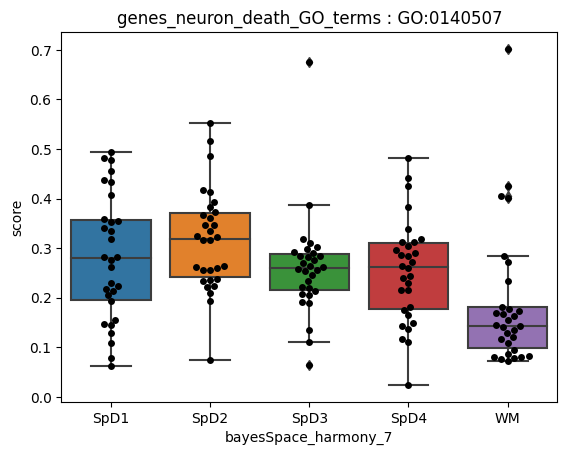 genes_neuron_death_GO_terms : GO:0140507
0.7
0.6
0.5
0.4
0.3
0.2
0.1
0.0
score
SpD1 SpD2 SpD3 SpD4 WM
bayesSpace_harmony_7